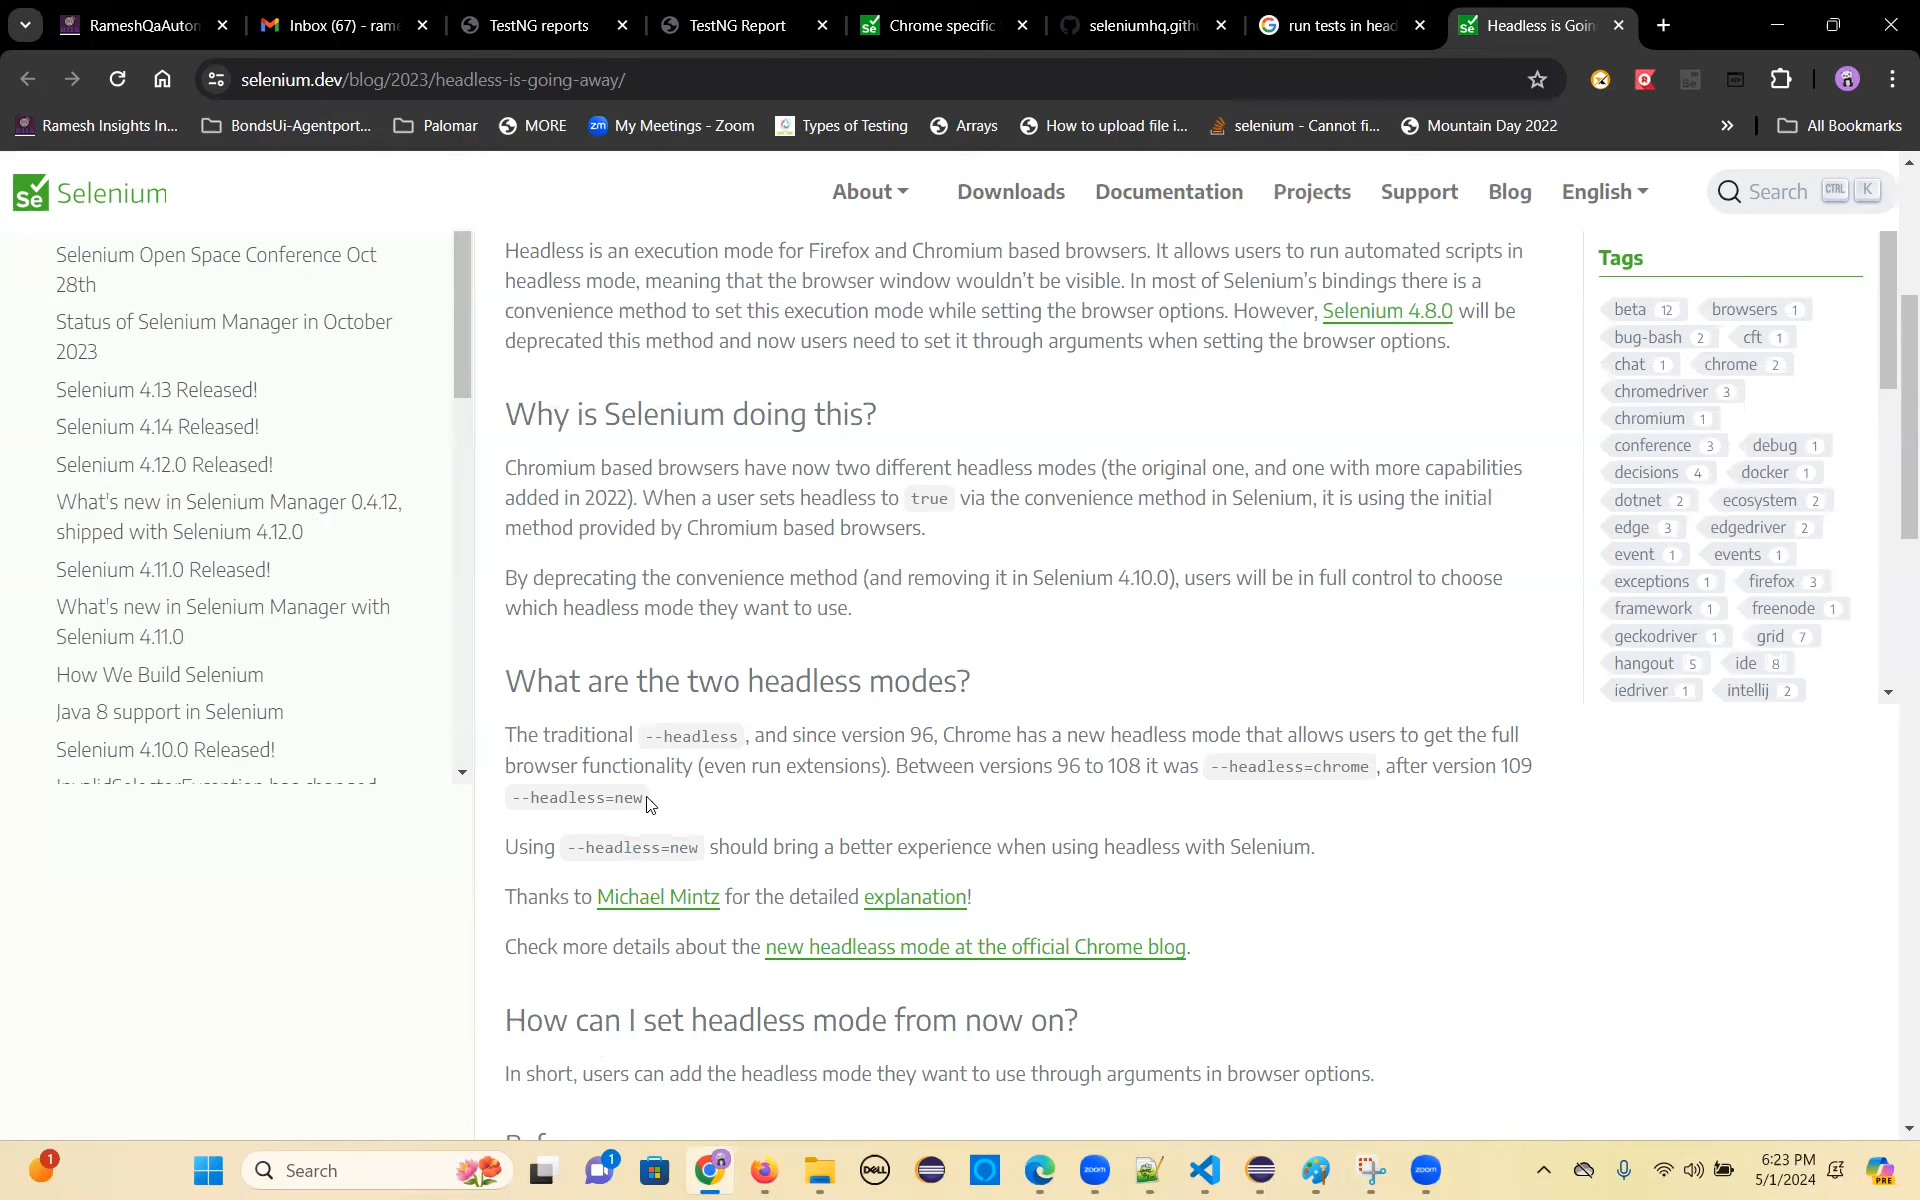 RameshQaAuton
Inbox (67) - rame
TestNG reports
TestNG Report
Chrome specific
seleniumhq.gith
run tests in head
Headless is Goin
selenium.dev/blog/2023/headless-is-going-away/
Ramesh Insights In...
BondsUi-Agentport...
Palomar
MORE
My Meetings - Zoom
Types of Testing
Arrays
How to upload file i...
selenium - Cannot fi...
Mountain Day 2022
All Bookmarks
Selenium
About
Downloads
Documentation
Projects
Support
Blog
English
Search CTRL K
Selenium Open Space Conference Oct
28th
Status of Selenium Manager in October
2023
Selenium 4.13 Released!
Selenium 4.14 Released!
Selenium 4.12.0 Released!
What's new in Selenium Manager 0.4.12,
shipped with Selenium 4.12.0
Selenium 4.11.0 Released!
What's new in Selenium Manager with
Selenium 4.11.0
How We Build Selenium
Java 8 support in Selenium
Selenium 4.10.0 Released!
InvalidSelectorException has changed
Headless is an execution mode for Firefox and Chromium based browsers. It allows users to run automated scripts in
headless mode, meaning that the browser window wouldn't be visible. In most of Selenium's bindings there is a
convenience method to set this execution mode while setting the browser options. However, Selenium 4.8.0 will be
deprecated this method and now users need to set it through arguments when setting the browser options.
Why is Selenium doing this?
Chromium based browsers have now two different headless modes (the original one, and one with more capabilities
added in 2022). When a user sets headless to true via the convenience method in Selenium, it is using the initial
method provided by Chromium based browsers.
By deprecating the convenience method (and removing it in Selenium 4.10.0), users will be in full control to choose
which headless mode they want to use.
What are the two headless modes?
The traditional --headless, and since version 96, Chrome has a new headless mode that allows users to get the full
browser functionality (even run extensions). Between versions 96 to 108 it was --headless=chrome, after version 109
--headless=new
Using --headless=new should bring a better experience when using headless with Selenium.
Thanks to Michael Mintz for the detailed explanation!
Check more details about the new headleass mode at the official Chrome blog.
How can I set headless mode from now on?
In short, users can add the headless mode they want to use through arguments in browser options.
Tags
beta 12 browsers 1
bug-bash 2 cft 1
chat 1 chrome 2
chromedriver 3
chromium 1
conference 3 debug 1
decisions 4 docker 1
dotnet 2 ecosystem 2
edge 3 edgedriver 2
event 1 events 1
exceptions 1 firefox 3
framework 1 freenode 1
geckodriver 1 grid 7
hangout 5 ide 8
iedriver 1 intellij 2
1
Search
1
DELL
zoom
zoom
6:23 PM
5/1/2024
PRE